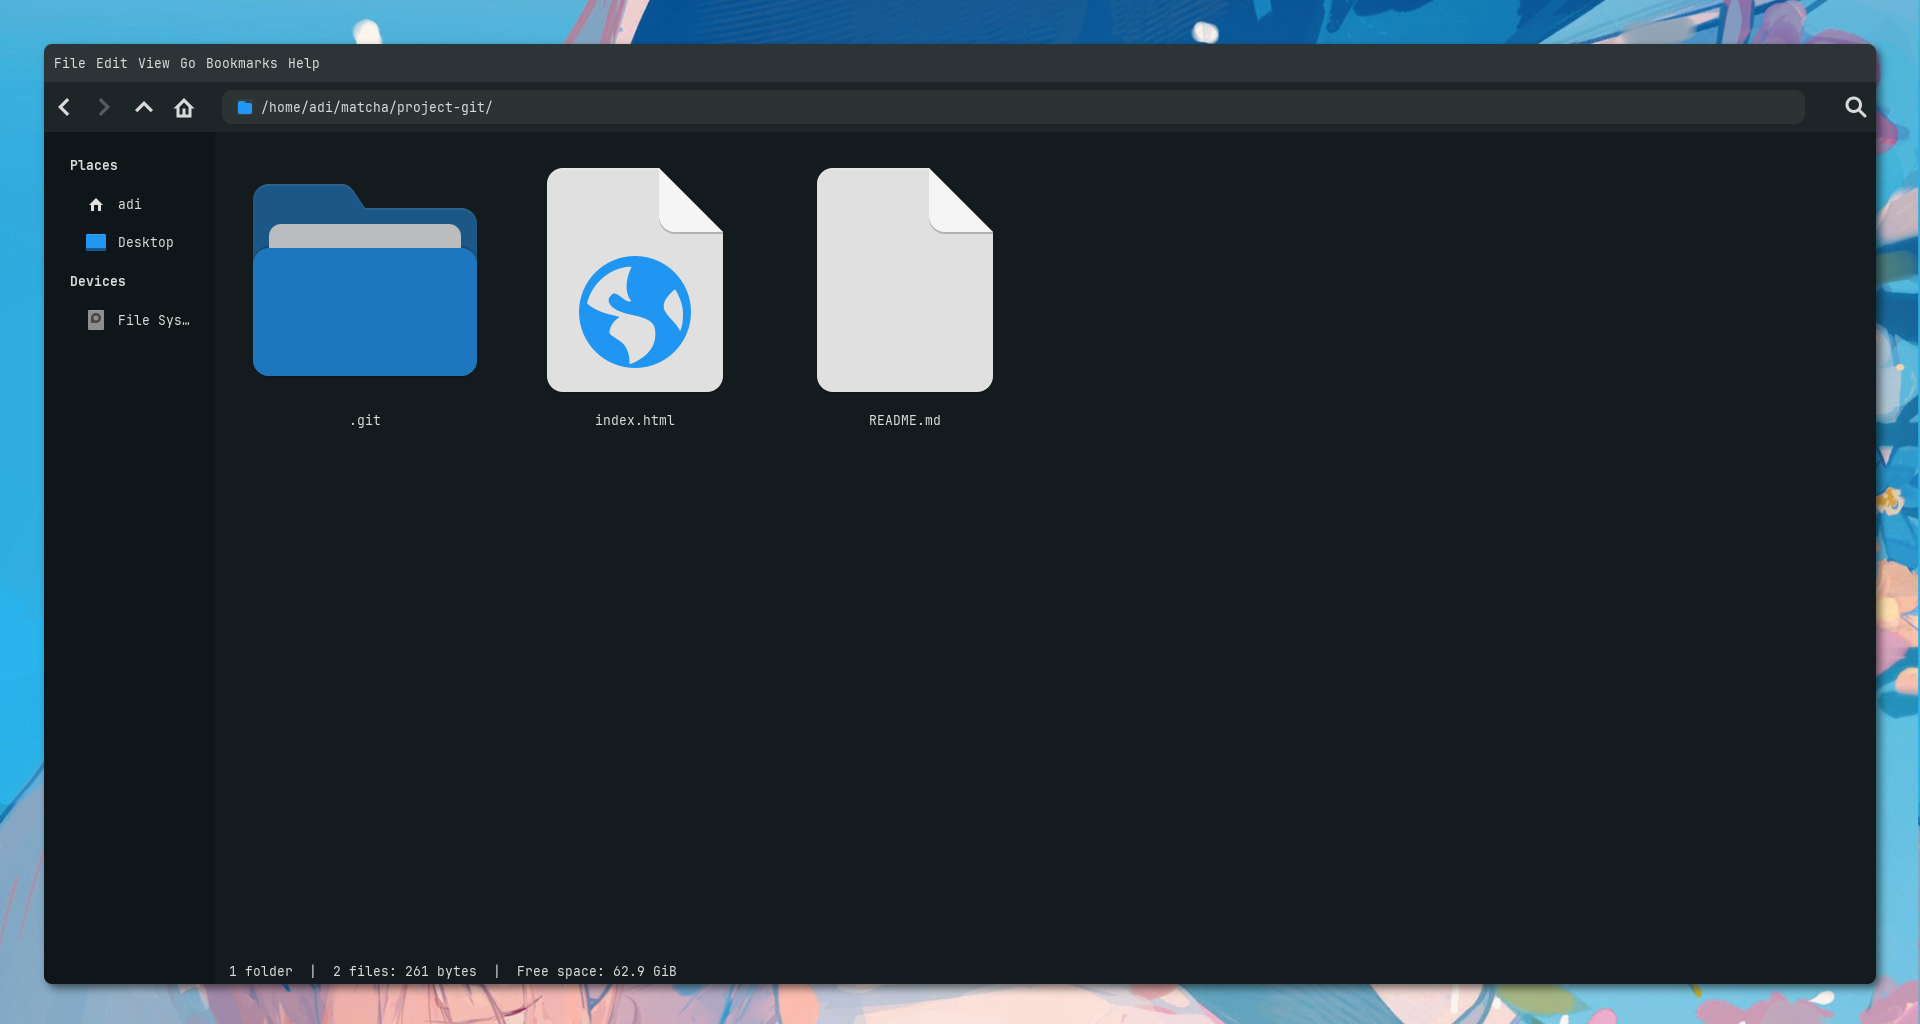 File Edit View Go Bookmarks Help
/home/adi/matcha/project-git/
Places
adi
Desktop
Devices
File Sys…
.git
index.html
README.md
1 folder | 2 files: 261 bytes | Free space: 62.9 GiB